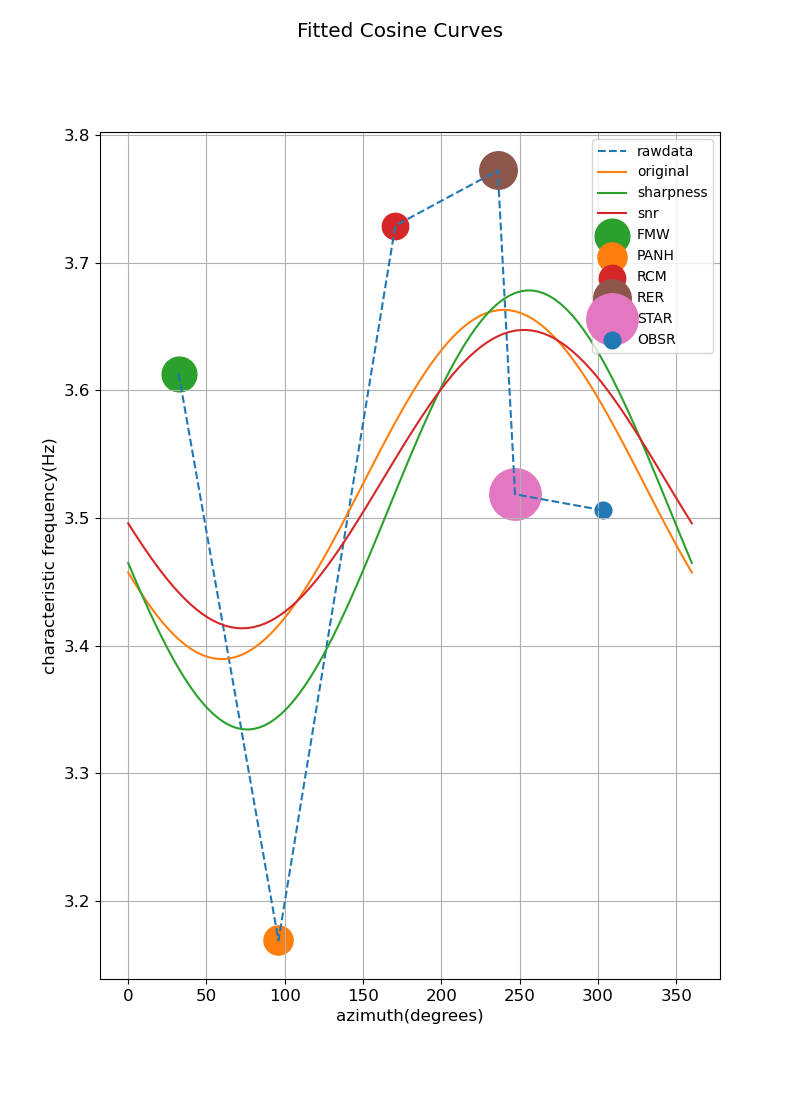 Fitted Cosine Curves
3.8
3.7
3.6
3.5
3.4
3.3
3.2
characteristic frequency(Hz)
rawdata
original
sharpness
snr
FMW
PANH
RCM
RER
STAR
OBSR
0 50 100 150 200 250 300 350
azimuth(degrees)